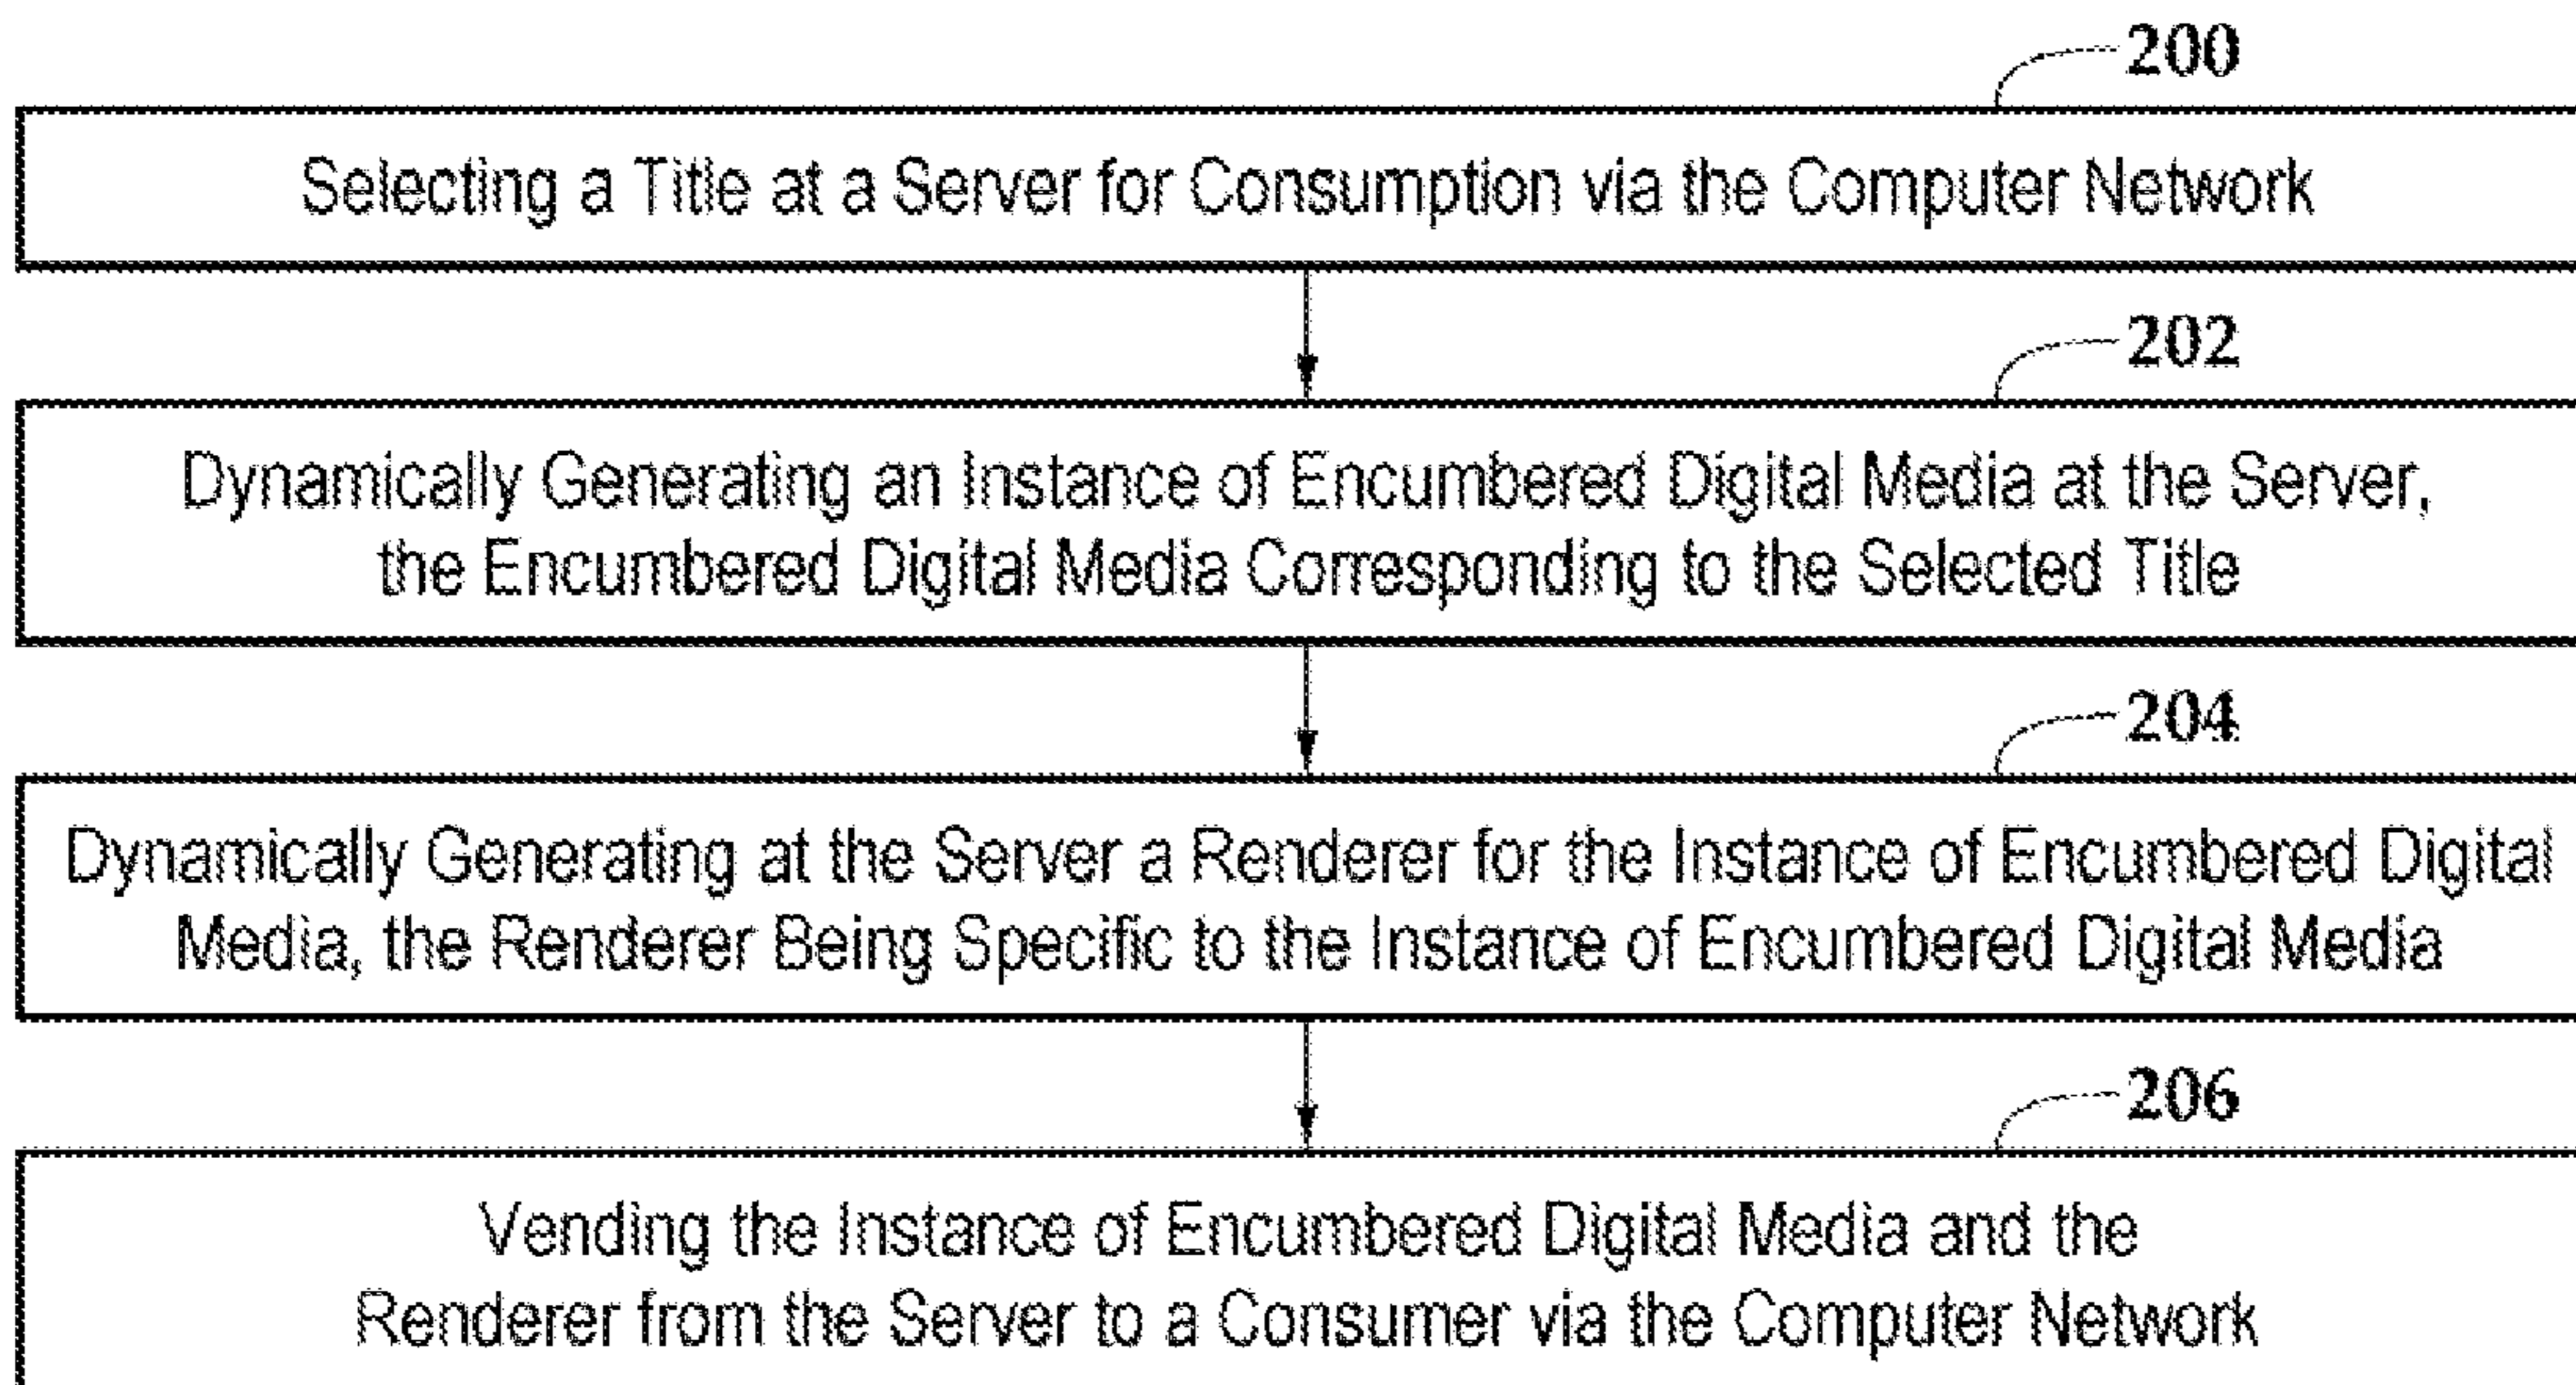 200
Selecting a Title at a Server for Consumption via the Computer Network
202
Dynamically Generating an Instance of Encumbered Digital Media at the Server,
the Encumbered Digital Media Corresponding to the Selected Title
204
Dynamically Generating at the Server a Renderer for the Instance of Encumbered Digital
Media, the Renderer Being Specific to the Instance of Encumbered Digital Media
206
Vending the Instance of Encumbered Digital Media and the
Renderer from the Server to a Consumer via the Computer Network